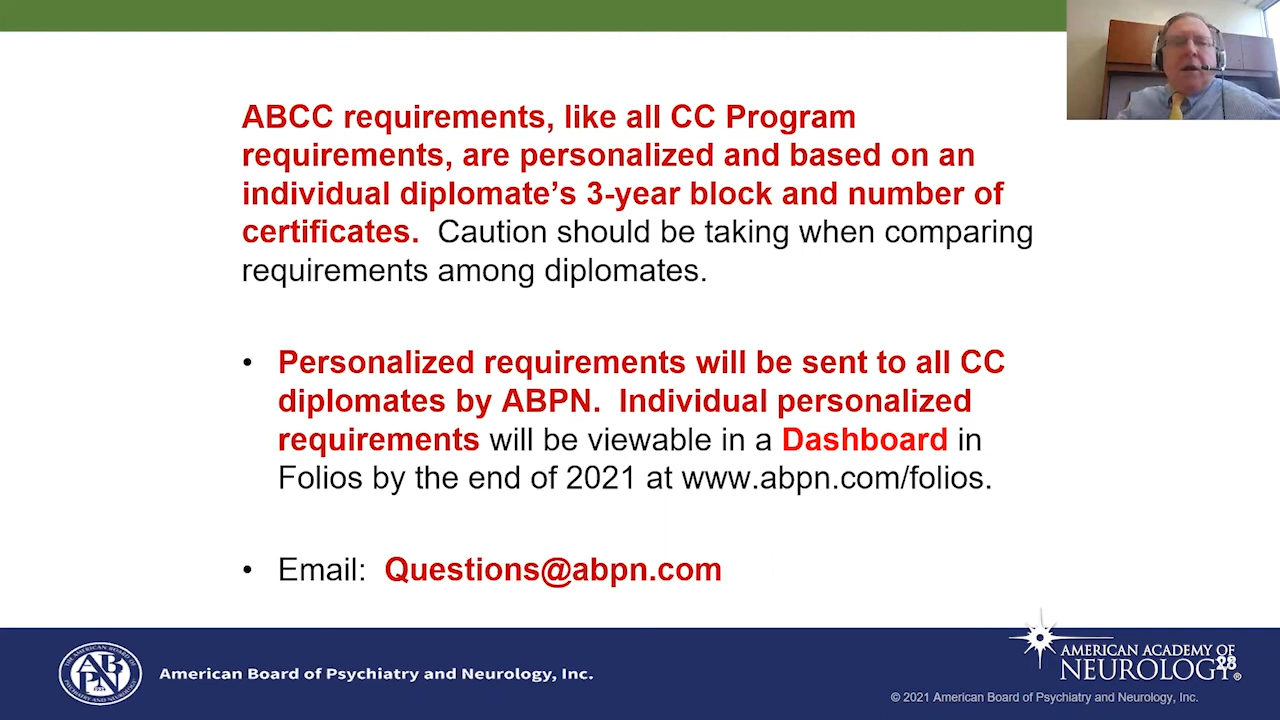 ABCC requirements, like all CC Program
requirements, are personalized and based on an
individual diplomate’s 3-year block and number of
certificates.  Caution should be taking when comparing
requirements among diplomates.
• Personalized requirements will be sent to all CC
diplomates by ABPN.  Individual personalized
requirements will be viewable in a Dashboard in
Folios by the end of 2021 at www.abpn.com/folios.
• Email:  Questions@abpn.com
ABPN
American Board of Psychiatry and Neurology, Inc.
AMERICAN ACADEMY OF
NEUROLOGY®
28
© 2021 American Board of Psychiatry and Neurology, Inc.